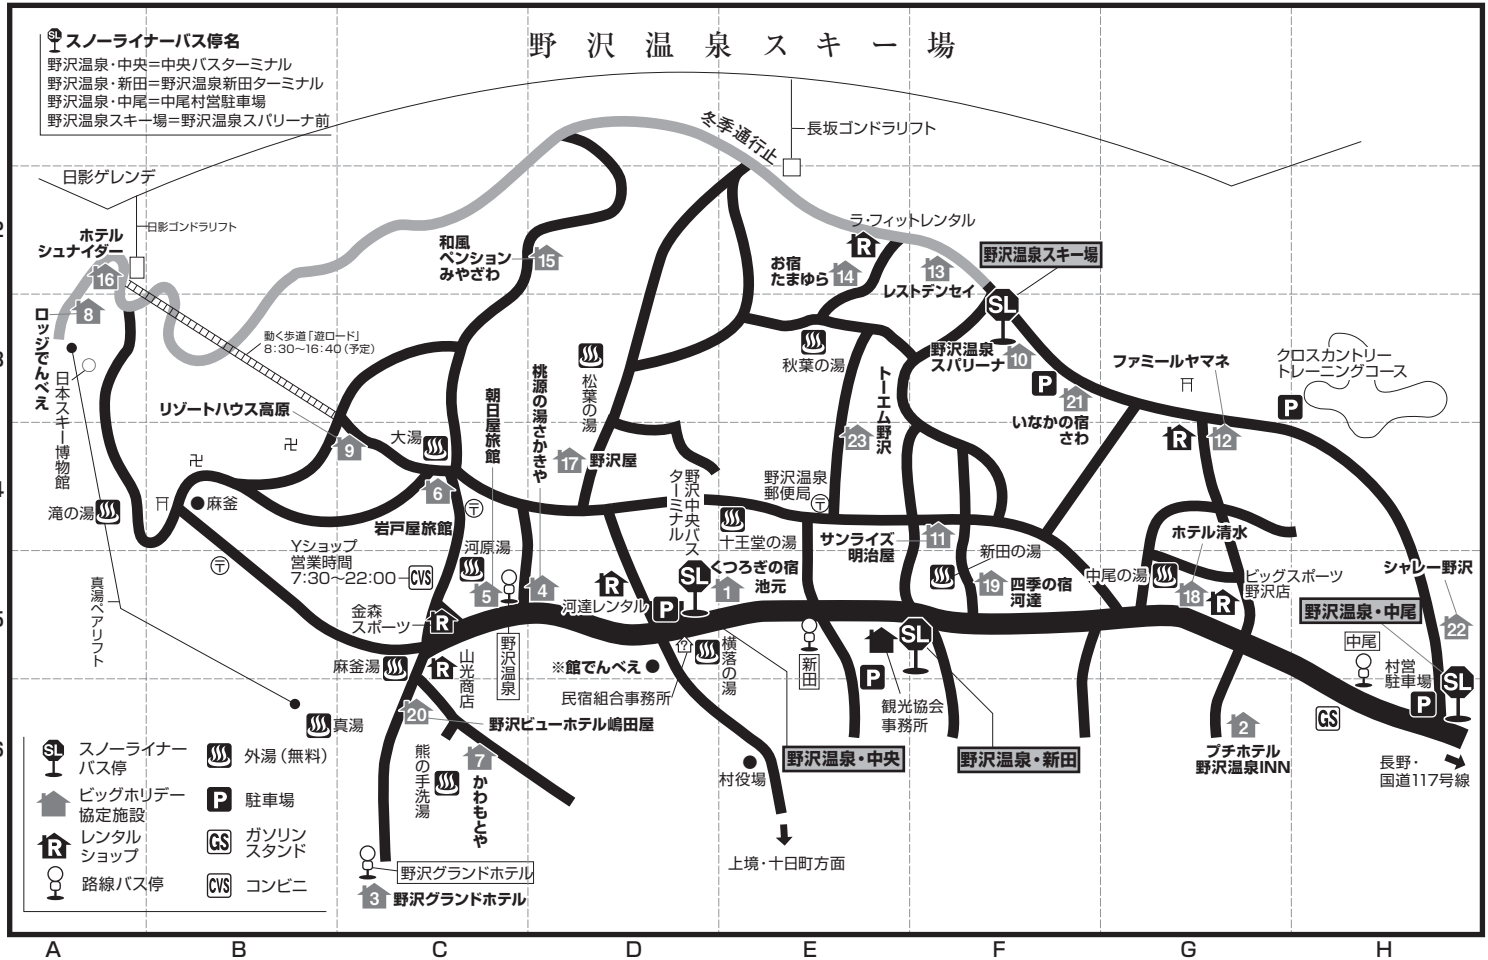 野沢温泉スキー場
SL スノーライナーバス停名
野沢温泉・中央＝中央バスターミナル
野沢温泉・新田＝野沢温泉新田ターミナル
野沢温泉・中尾＝中尾村営駐車場
野沢温泉スキー場＝野沢温泉スパリーナ前
冬季通行止
長坂ゴンドラリフト
日影ゲレンデ
日影ゴンドラリフト
ホテル
シュナイダー
16
8
ロッヂでんべえ
日本スキー博物館
動く歩道「遊ロード」
8:30～16:40（予定）
和風
ペンション
みやざわ
15
ラ・フィットレンタル
R
お宿
たまゆら
14
13
レストデンセイ
野沢温泉スキー場
SL
野沢温泉
スパリーナ
10
P
21
いなかの宿
さわ
ファミールヤマネ
R
12
P
クロスカントリー
トレーニングコース
秋葉の湯
トーエム野沢
23
松葉の湯
桃源の湯さかきや
朝日屋旅館
17
野沢屋
リゾートハウス高原
9
卍
卍
大湯
6
岩戸屋旅館
〒
滝の湯
麻釜
〒
真湯ペアリフト
Yショップ
営業時間
7:30～22:00
CVS
河原湯
5
4
金森
スポーツ
R
野沢温泉
河達レンタル
R
P
野沢中央バス
ターミナル
野沢温泉
郵便局
〒
十王堂の湯
くつろぎの宿
池元
SL
1
サンライズ
明治屋
11
新田の湯
19
四季の宿
河達
ホテル清水
中尾の湯
18
R
ビッグスポーツ
野沢店
シャレー野沢
22
野沢温泉・中尾
中尾
村営
駐車場
P
SL
GS
長野・
国道117号線
麻釜湯
R
山光商店
※館でんべえ
民宿組合事務所
?
横落の湯
新田
P
SL
観光協会
事務所
野沢温泉・中央
野沢温泉・新田
2
プチホテル
野沢温泉INN
真湯
20
野沢ビューホテル嶋田屋
7
かわもとや
熊の手洗湯
村役場
上境・十日町方面
野沢グランドホテル
3
野沢グランドホテル
SL スノーライナー
バス停
外湯（無料）
ビッグホリデー
協定施設
P 駐車場
R レンタル
ショップ
GS ガソリン
スタンド
路線バス停
CVS コンビニ
2
3
4
5
6
A B C D E F G H